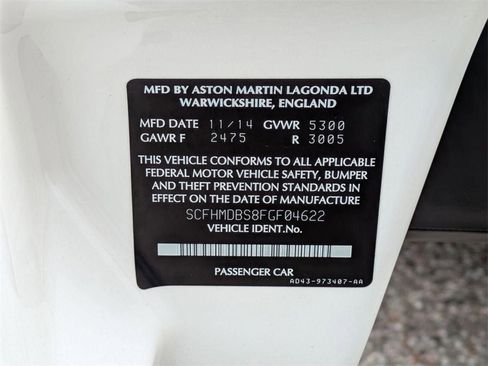 MFD BY ASTON MARTIN LAGONDA LTD
WARWICKSHIRE, ENGLAND
MFD DATE 11/14 GVWR 5300
GAWR F 2475 R 3005
THIS VEHICLE CONFORMS TO ALL APPLICABLE
FEDERAL MOTOR VEHICLE SAFETY, BUMPER
AND THEFT PREVENTION STANDARDS IN
EFFECT ON THE DATE OF MANUFACTURE
SCFHMDBS8FGF04622
VEHICLE IDENT.No.
PASSENGER CAR
AD43-973407-AA